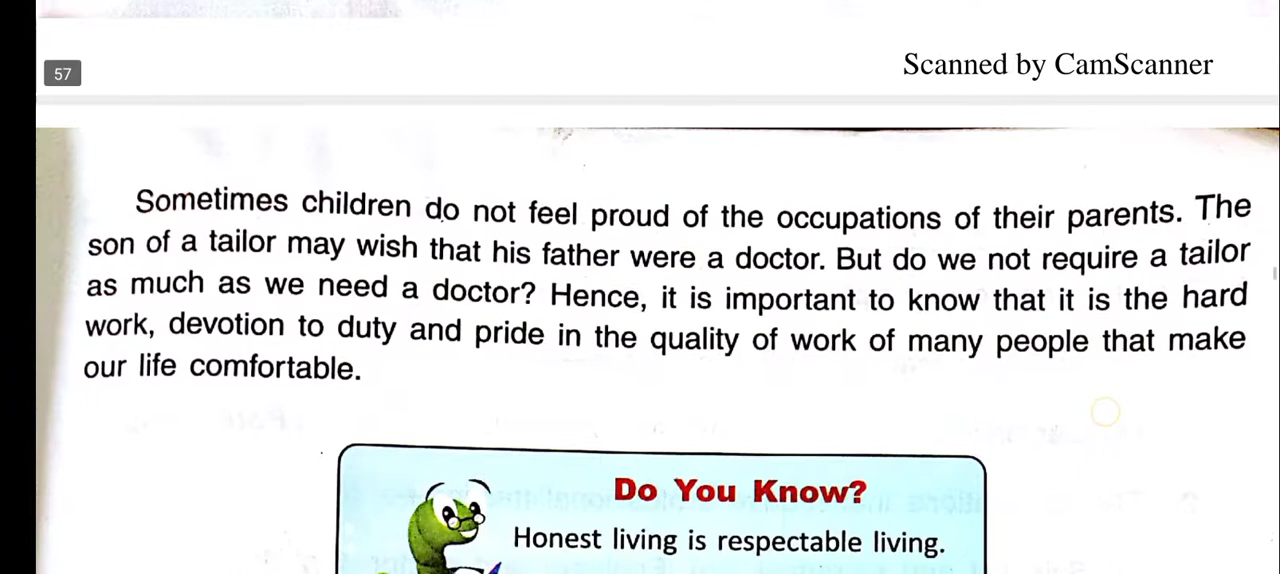 57
Scanned by CamScanner
Sometimes children do not feel proud of the occupations of their parents. The
son of a tailor may wish that his father were a doctor. But do we not require a tailor
as much as we need a doctor? Hence, it is important to know that it is the hard
work, devotion to duty and pride in the quality of work of many people that make
our life comfortable.
Do You Know?
Honest living is respectable living.